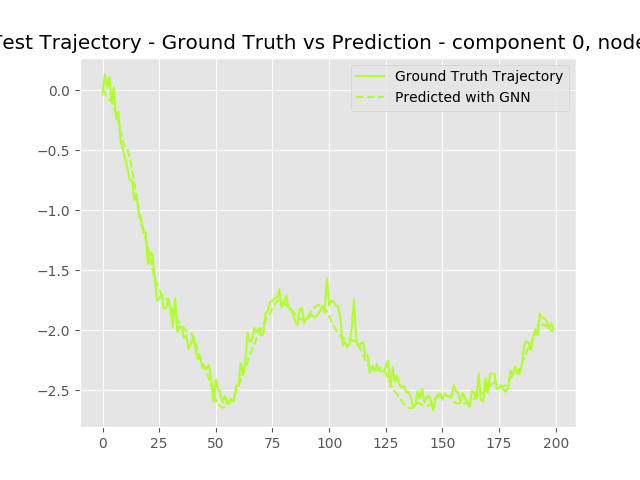 Test Trajectory - Ground Truth vs Prediction - component 0, node
Ground Truth Trajectory
Predicted with GNN
0.0
−0.5
−1.0
−1.5
−2.0
−2.5
0 25 50 75 100 125 150 175 200